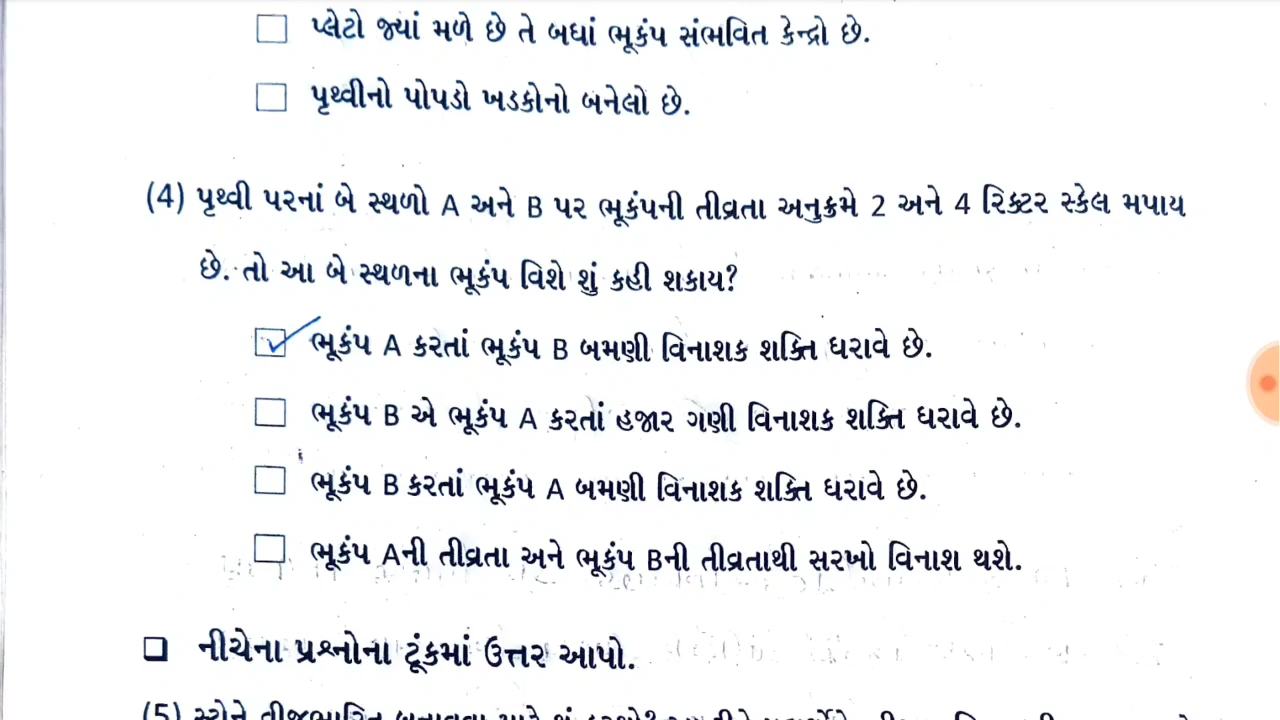 પ્લેટો જ્યાં મળે છે તે બધાં ભૂકંપ સંભવિત કેન્દ્રો છે.
પૃથ્વીનો પોપડો ખડકોનો બનેલો છે.
(4) પૃથ્વી પરનાં બે સ્થળો A અને B પર ભૂકંપની તીવ્રતા અનુક્રમે 2 અને 4 રિક્ટર સ્કેલ મપાય
છે. તો આ બે સ્થળના ભૂકંપ વિશે શું કહી શકાય?
ભૂકંપ A કરતાં ભૂકંપ B બમણી વિનાશક શક્તિ ધરાવે છે.
ભૂકંપ B એ ભૂકંપ A કરતાં હજાર ગણી વિનાશક શક્તિ ધરાવે છે.
ભૂકંપ B કરતાં ભૂકંપ A બમણી વિનાશક શક્તિ ધરાવે છે.
ભૂકંપ Aની તીવ્રતા અને ભૂકંપ Bની તીવ્રતાથી સરખો વિનાશ થશે.
નીચેના પ્રશ્નોના ટૂંકમાં ઉત્તર આપો.
(5)